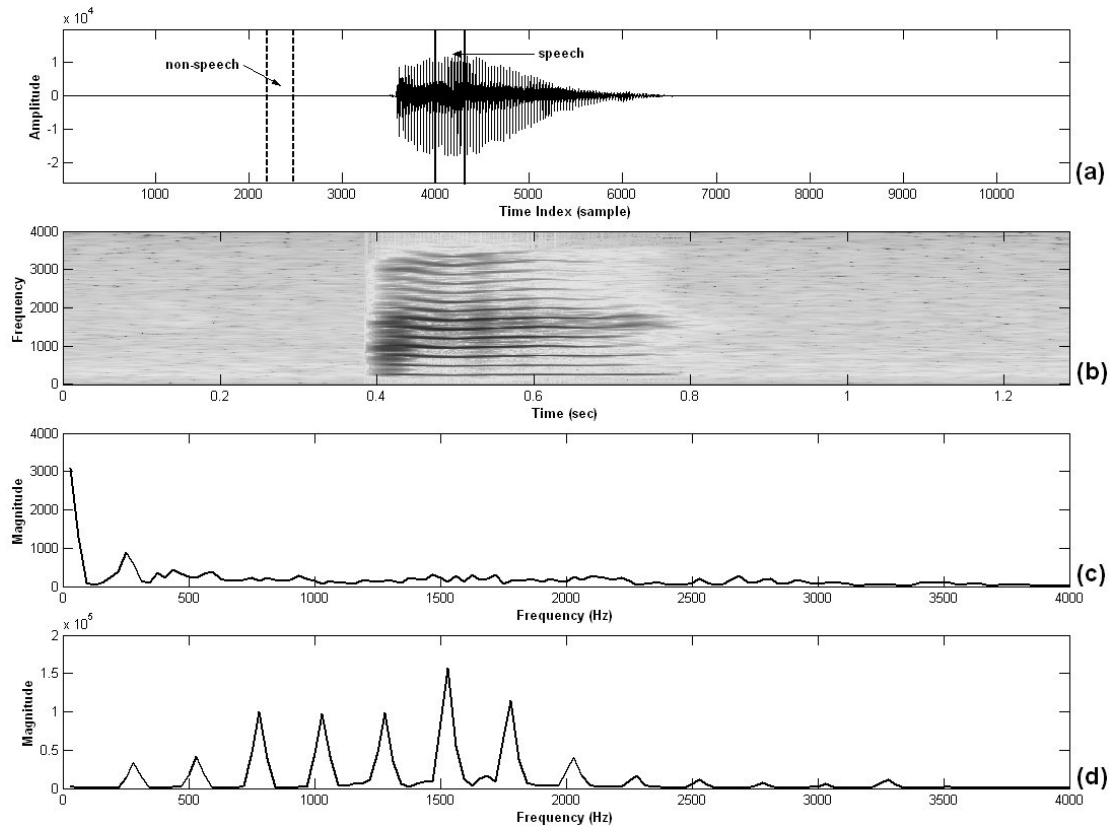 x 10^4
1
0
-1
-2
Amplitude
non-speech
speech
1000 2000 3000 4000 5000 6000 7000 8000 9000 10000
Time Index (sample)
(a)
4000
3000
2000
1000
0
Frequency
0 0.2 0.4 0.6 0.8 1 1.2
Time (sec)
(b)
4000
3000
2000
1000
0
Magnitude
0 500 1000 1500 2000 2500 3000 3500 4000
Frequency (Hz)
(c)
x 10^5
2
1.5
1
0.5
0
Magnitude
0 500 1000 1500 2000 2500 3000 3500 4000
Frequency (Hz)
(d)